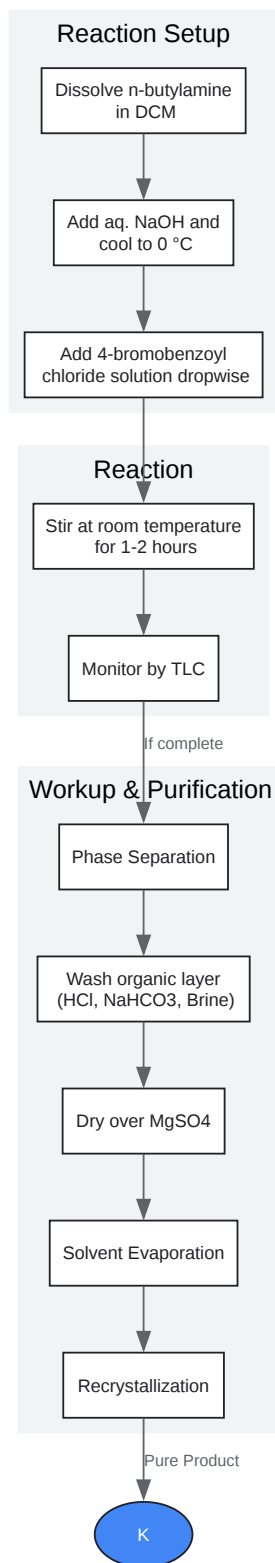 Reaction Setup
Dissolve n-butylamine
in DCM
Add aq. NaOH and
cool to 0 °C
Add 4-bromobenzoyl
chloride solution dropwise
Reaction
Stir at room temperature
for 1-2 hours
Monitor by TLC
If complete
Workup & Purification
Phase Separation
Wash organic layer
(HCl, NaHCO3, Brine)
Dry over MgSO4
Solvent Evaporation
Recrystallization
Pure Product
K